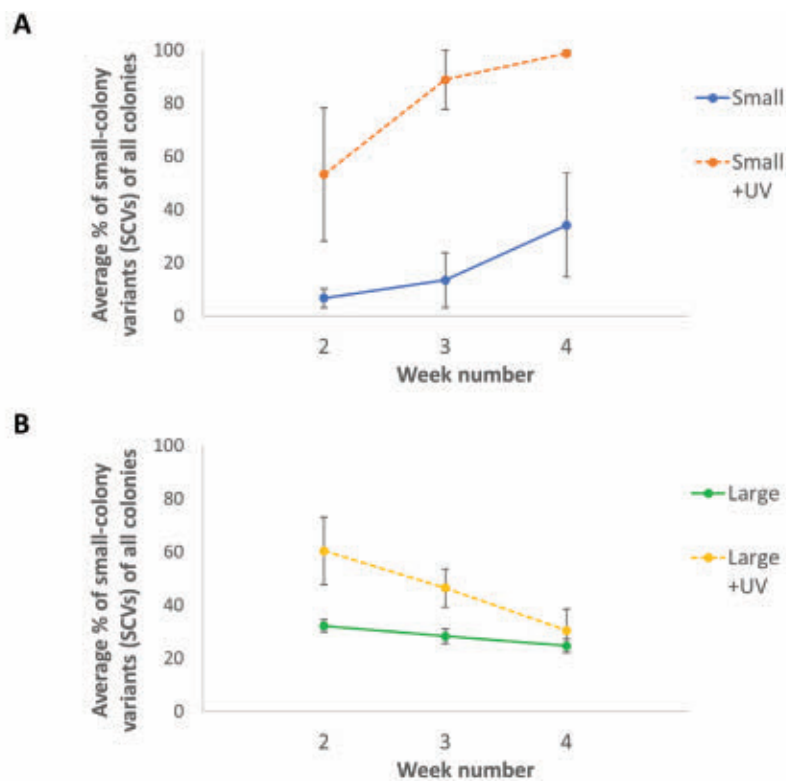 A
100
80
60
40
20
0
Average % of small-colony
variants (SCVs) of all colonies
2 3 4
Week number
Small
Small
+UV
B
100
80
60
40
20
0
Average % of small-colony
variants (SCVs) of all colonies
2 3 4
Week number
Large
Large
+UV